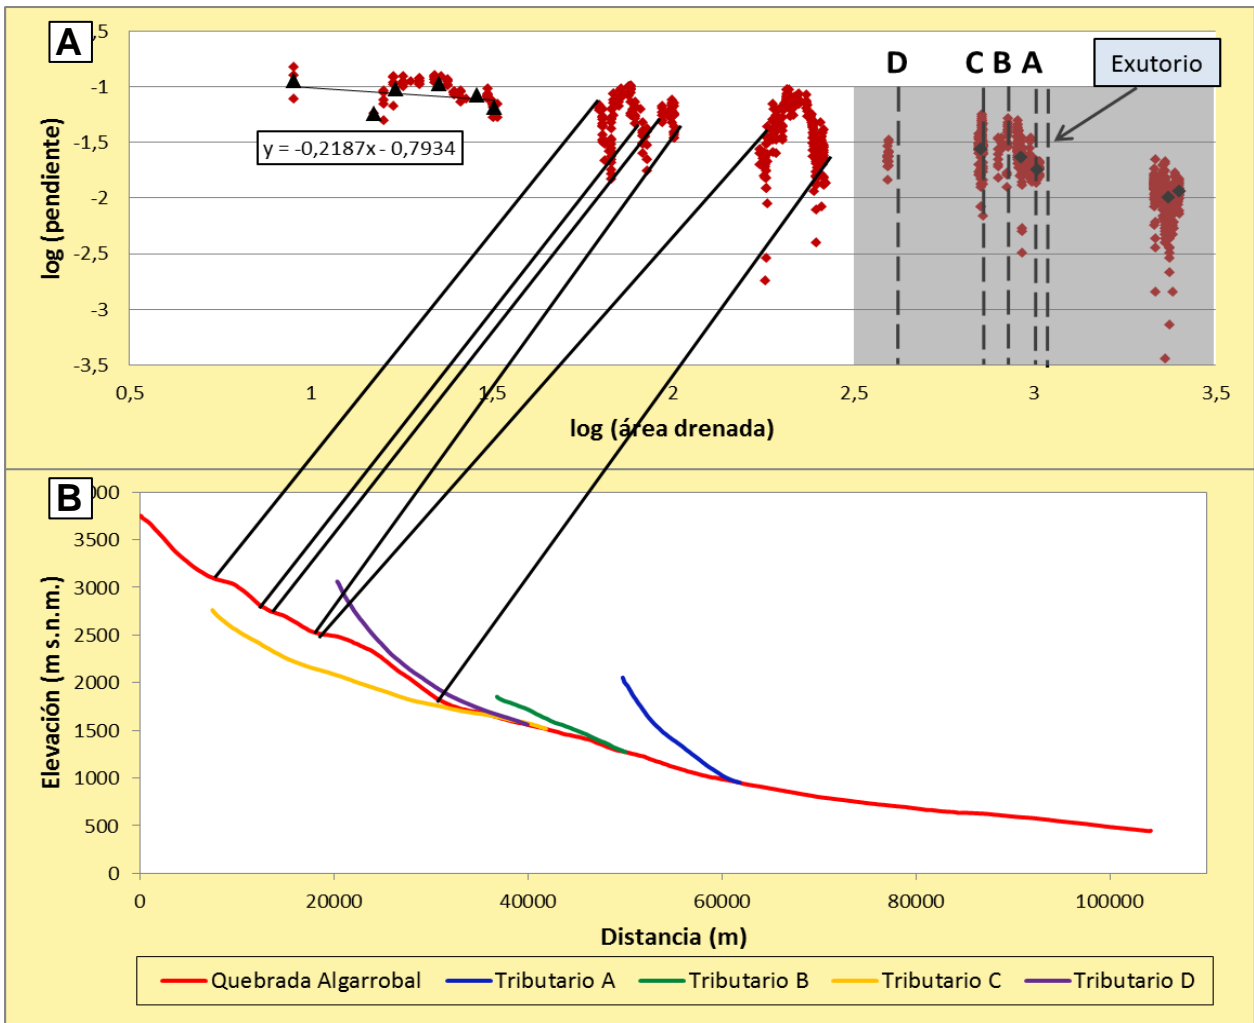 A
,5
-1
-1,5
-2
-2,5
-3
-3,5
log (pendiente)
D C B A
Exutorio
y = -0,2187x - 0,7934
0,5 1 1,5 2 2,5 3 3,5
log (área drenada)
B
000
3500
3000
2500
2000
1500
1000
500
0
Elevación (m s.n.m.)
0 20000 40000 60000 80000 100000
Distancia (m)
Quebrada Algarrobal Tributario A Tributario B Tributario C Tributario D